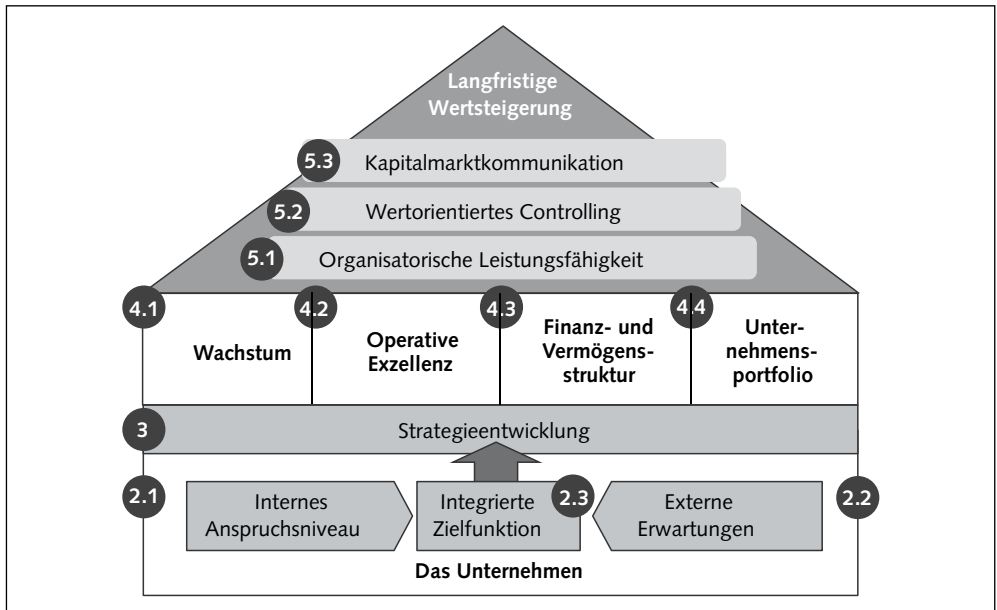 Langfristige
Wertsteigerung
5.3 Kapitalmarktkommunikation
5.2 Wertorientiertes Controlling
5.1 Organisatorische Leistungsfähigkeit
4.1 4.2 4.3 4.4
Wachstum
Operative
Exzellenz
Finanz- und
Vermögens-
struktur
Unter-
nehmens-
portfolio
3 Strategieentwicklung
2.1
Internes
Anspruchsniveau
Integrierte
Zielfunktion
2.3
Externe
Erwartungen
2.2
Das Unternehmen